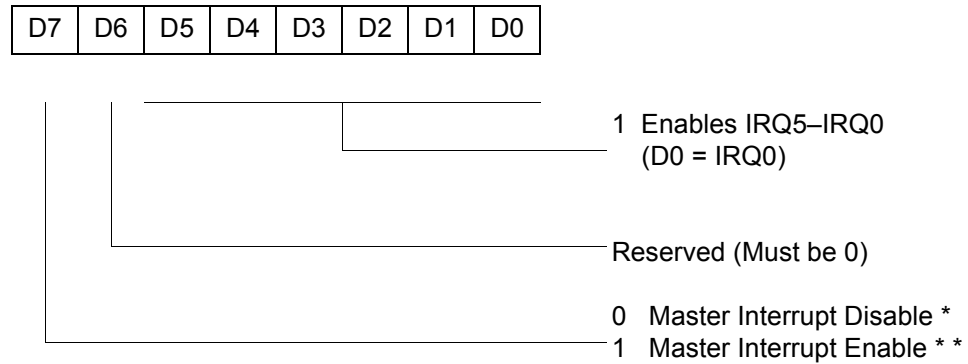 D7 D6 D5 D4 D3 D2 D1 D0
1 Enables IRQ5–IRQ0
(D0 = IRQ0)
Reserved (Must be 0)
0 Master Interrupt Disable *
1 Master Interrupt Enable * *